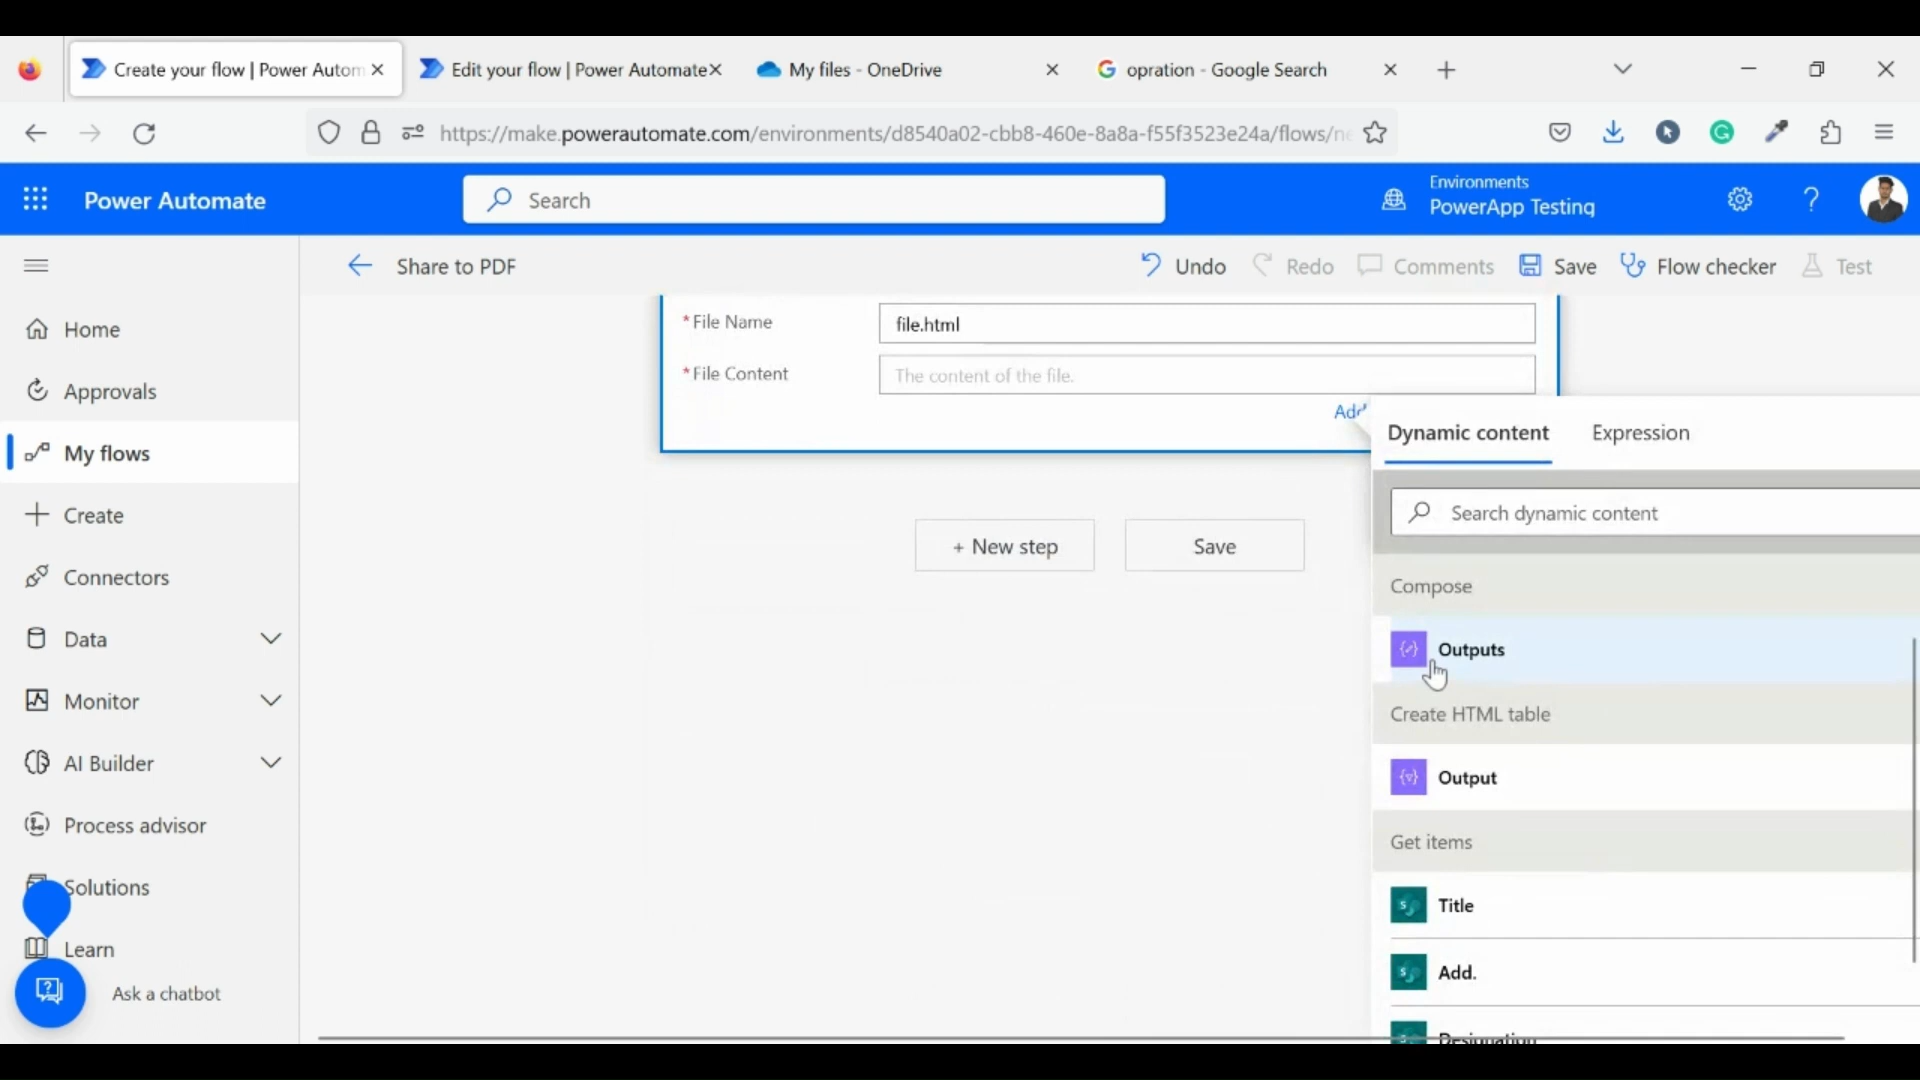 Create your flow | Power Autom
Edit your flow | Power Automate
My files - OneDrive
opration - Google Search
https://make.powerautomate.com/environments/d8540a02-cbb8-460e-8a8a-f55f3523e24a/flows/ne
Power Automate
Search
Environments
PowerApp Testing
Share to PDF
Undo
Redo
Comments
Save
Flow checker
Test
Home
Approvals
My flows
Create
Connectors
Data
Monitor
AI Builder
Process advisor
Solutions
Learn
Ask a chatbot
*File Name
file.html
*File Content
The content of the file.
Add
+ New step
Save
Dynamic content
Expression
Search dynamic content
Compose
Outputs
Create HTML table
Output
Get items
Title
Add.
Designation